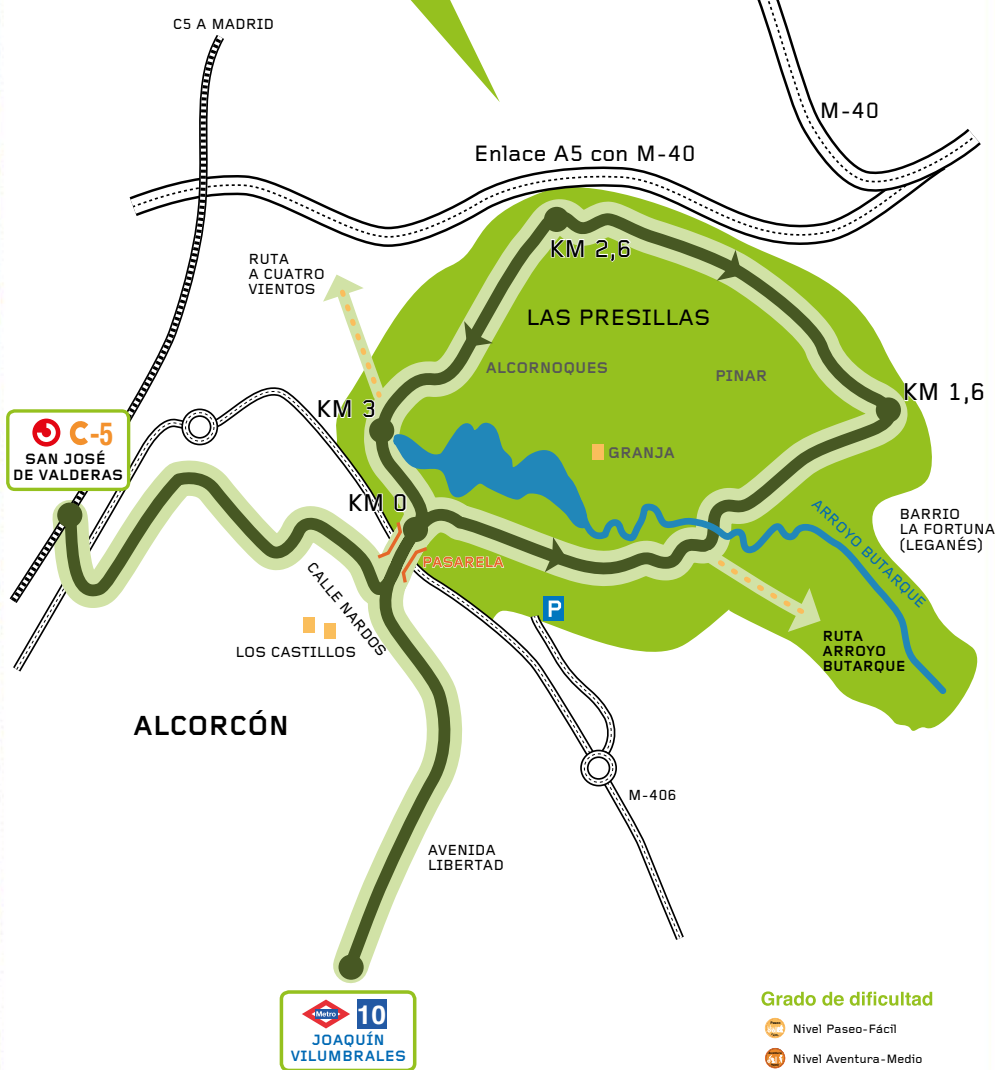 C5 A MADRID
M-40
Enlace A5 con M-40
KM 2,6
RUTA
A CUATRO
VIENTOS
LAS PRESILLAS
ALCORNOQUES
PINAR
KM 1,6
KM 3
C-5
SAN JOSÉ
DE VALDERAS
GRANJA
KM 0
ARROYO BUTARQUE
BARRIO
LA FORTUNA
(LEGANÉS)
PASARELA
CALLE NARDOS
P
LOS CASTILLOS
RUTA
ARROYO
BUTARQUE
ALCORCÓN
M-406
AVENIDA
LIBERTAD
Metro 10
JOAQUÍN
VILUMBRALES
Grado de dificultad
Nivel Paseo-Fácil
Nivel Aventura-Medio